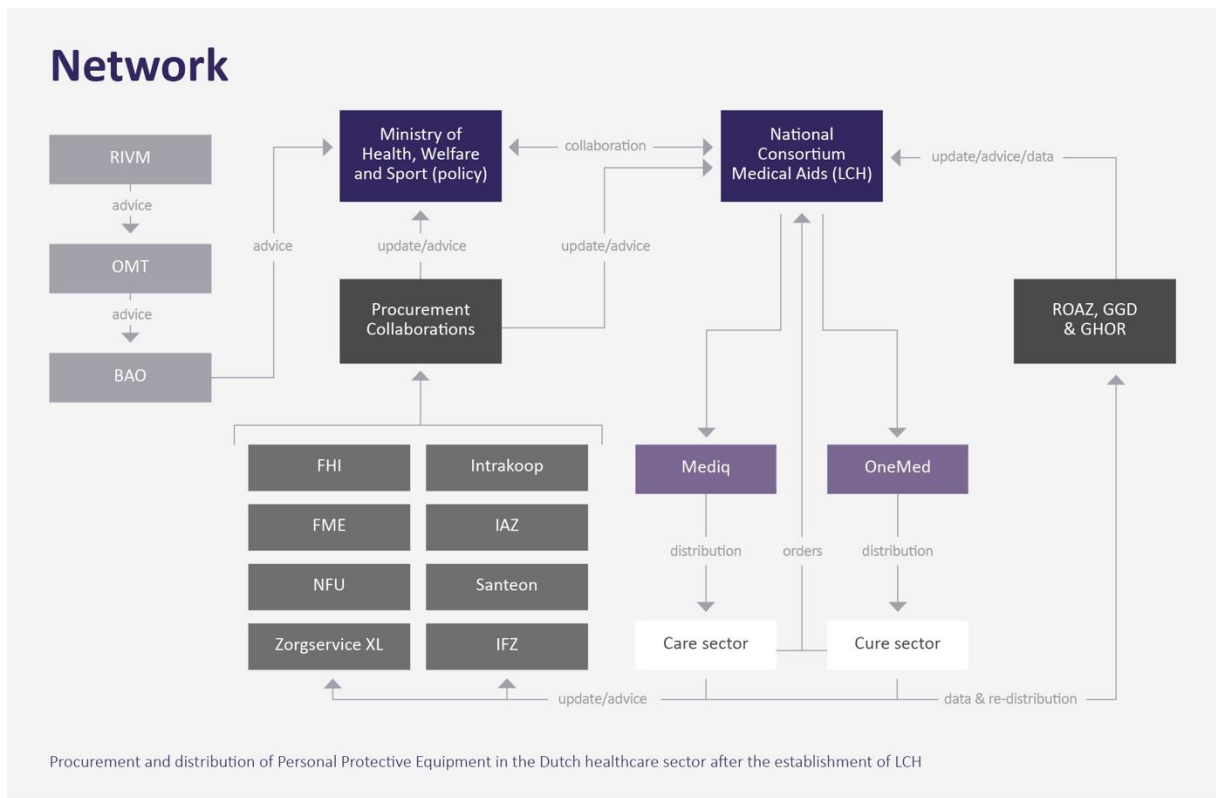 Network
RIVM
advice
OMT
advice
BAO
advice
Ministry of
Health, Welfare
and Sport (policy)
collaboration
National
Consortium
Medical Aids (LCH)
update/advice/data
update/advice
update/advice
Procurement
Collaborations
ROAZ, GGD
& GHOR
FHI
Intrakoop
FME
IAZ
NFU
Santeon
Zorgservice XL
IFZ
Mediq
OneMed
distribution
orders
distribution
Care sector
Cure sector
update/advice
data & re-distribution
Procurement and distribution of Personal Protective Equipment in the Dutch healthcare sector after the establishment of LCH